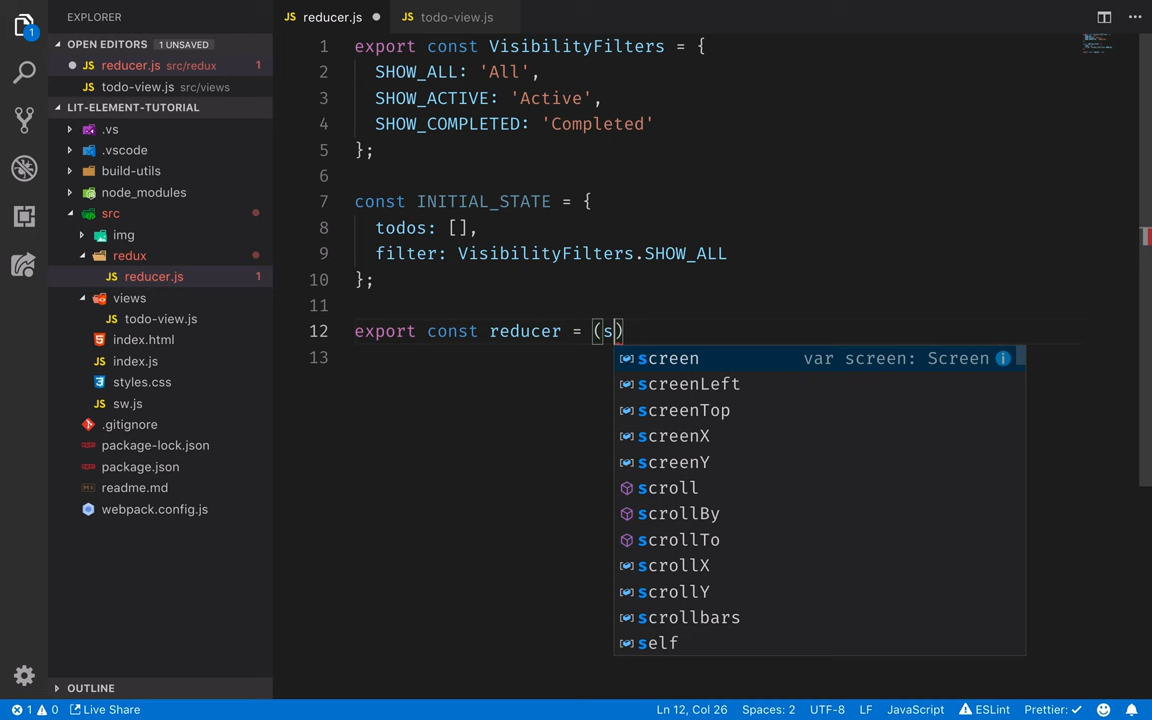 EXPLORER
JS reducer.js
JS todo-view.js
OPEN EDITORS 1 UNSAVED
JS reducer.js src/redux 1
JS todo-view.js src/views
LIT-ELEMENT-TUTORIAL
.vs
.vscode
build-utils
node_modules
src
img
redux
JS reducer.js 1
views
JS todo-view.js
index.html
JS index.js
styles.css
JS sw.js
.gitignore
package-lock.json
package.json
readme.md
webpack.config.js
OUTLINE
1
1 export const VisibilityFilters = {
2 SHOW_ALL: 'All',
3 SHOW_ACTIVE: 'Active',
4 SHOW_COMPLETED: 'Completed'
5 };
6
7 const INITIAL_STATE = {
8 todos: [],
9 filter: VisibilityFilters.SHOW_ALL
10 };
11
12 export const reducer = (s)
13
screen var screen: Screen
screenLeft
screenTop
screenX
screenY
scroll
scrollBy
scrollTo
scrollX
scrollY
scrollbars
self
1 0 Live Share Ln 12, Col 26 Spaces: 2 UTF-8 LF JavaScript ESLint Prettier: ✓